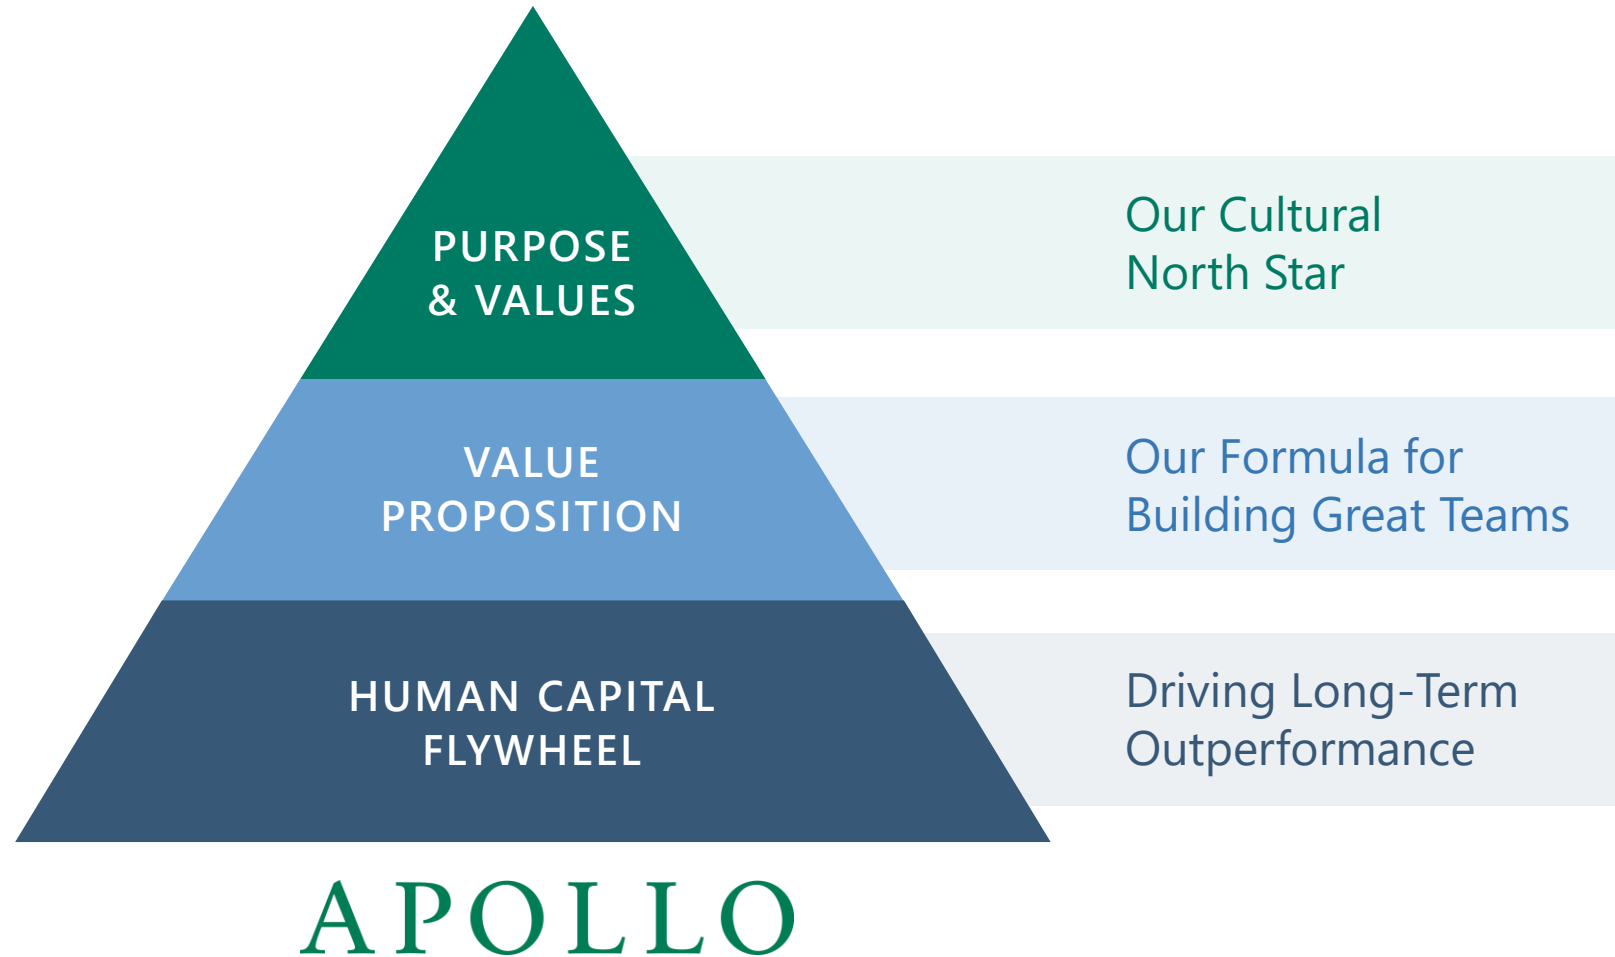 PURPOSE
& VALUES
Our Cultural
North Star
VALUE
PROPOSITION
Our Formula for
Building Great Teams
HUMAN CAPITAL
FLYWHEEL
Driving Long-Term
Outperformance
APOLLO